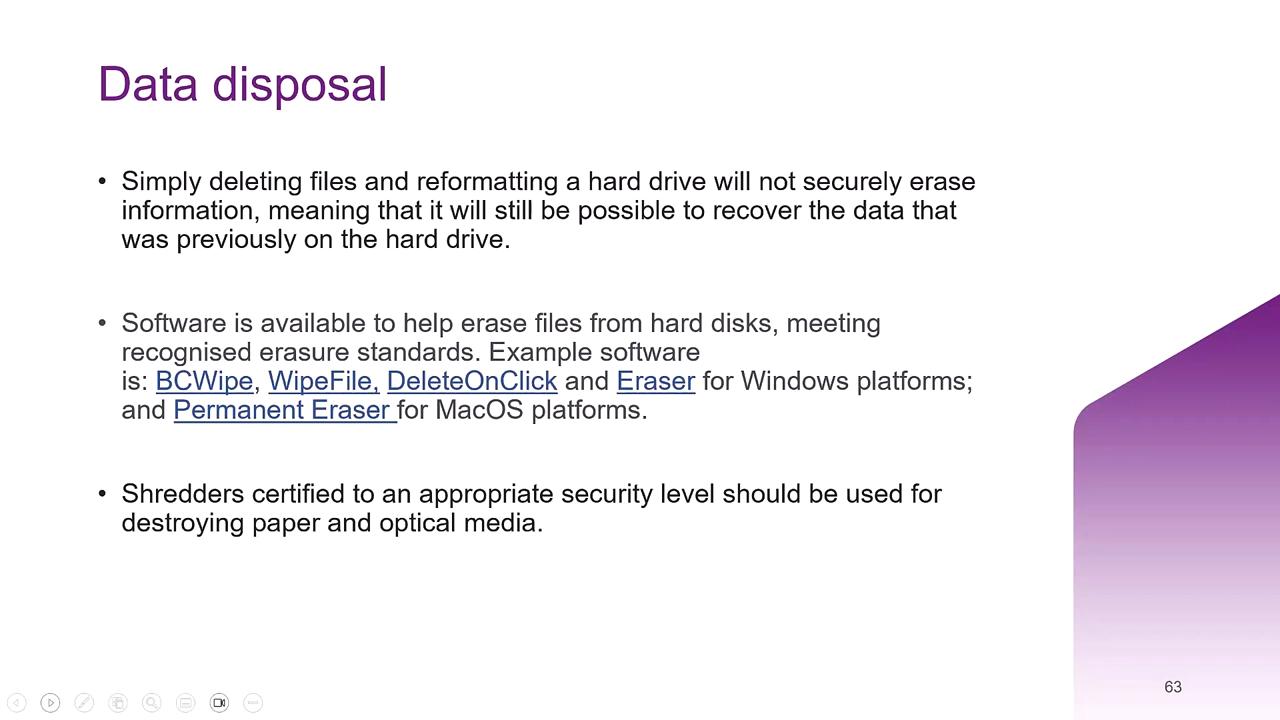 Data disposal
• Simply deleting files and reformatting a hard drive will not securely erase
information, meaning that it will still be possible to recover the data that
was previously on the hard drive.
• Software is available to help erase files from hard disks, meeting
recognised erasure standards. Example software
is: BCWipe, WipeFile, DeleteOnClick and Eraser for Windows platforms;
and Permanent Eraser for MacOS platforms.
• Shredders certified to an appropriate security level should be used for
destroying paper and optical media.
63